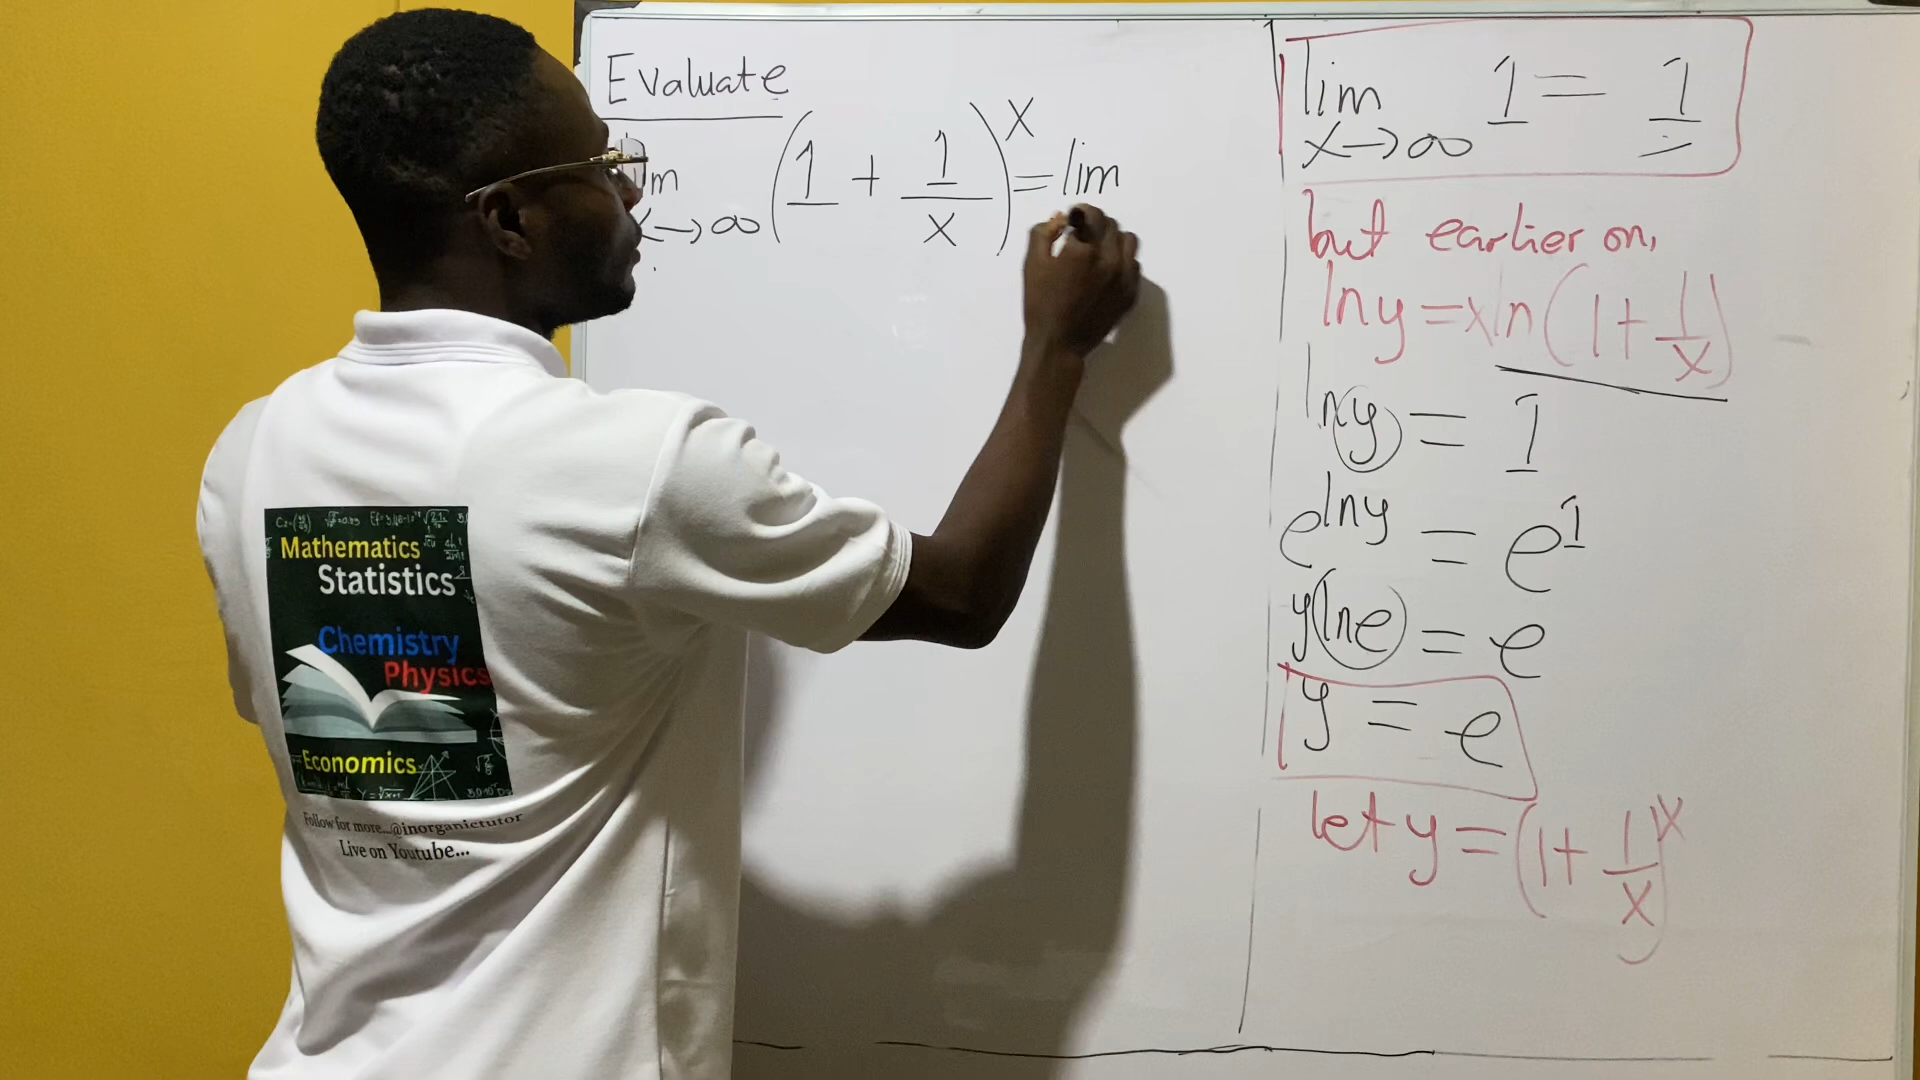 Evaluate
lim (1 + 1/x)^x = lim
x→∞
lim 1 = 1
x→∞
but earlier on,
lny = xln(1 + 1/x)
lny = 1
e^lny = e^1
y(lne) = e
y = e
let y = (1 + 1/x)^x
Mathematics
Statistics
Chemistry
Physics
Economics
Follow for more...@inorganictutor
Live on Youtube...